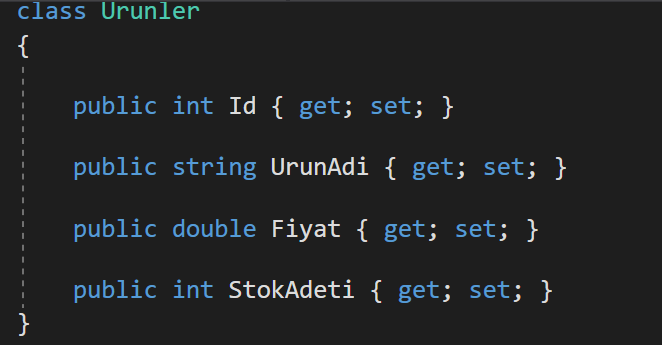 class Urunler
{
public int Id { get; set; }
public string UrunAdi { get; set; }
public double Fiyat { get; set; }
public int StokAdeti { get; set; }
}